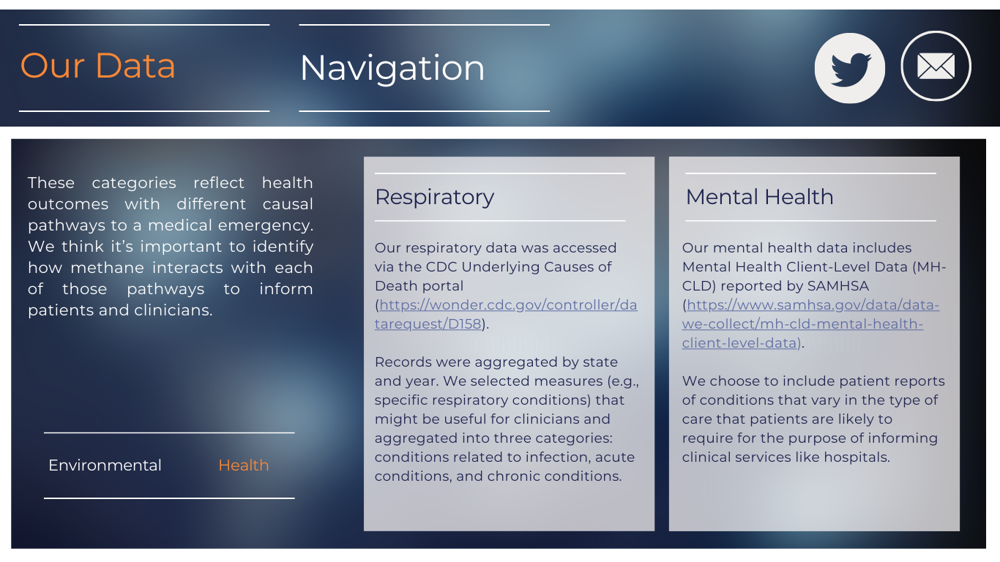 Our Data
Navigation
These categories reflect health
outcomes with different causal
pathways to a medical emergency.
We think it’s important to identify
how methane interacts with each
of those pathways to inform
patients and clinicians.
Environmental
Health
Respiratory
Our respiratory data was accessed
via the CDC Underlying Causes of
Death portal
(https://wonder.cdc.gov/controller/da
tarequest/D158).
Records were aggregated by state
and year. We selected measures (e.g.,
specific respiratory conditions) that
might be useful for clinicians and
aggregated into three categories:
conditions related to infection, acute
conditions, and chronic conditions.
Mental Health
Our mental health data includes
Mental Health Client-Level Data (MH-
CLD) reported by SAMHSA
(https://www.samhsa.gov/data/data-
we-collect/mh-cld-mental-health-
client-level-data).
We choose to include patient reports
of conditions that vary in the type of
care that patients are likely to
require for the purpose of informing
clinical services like hospitals.